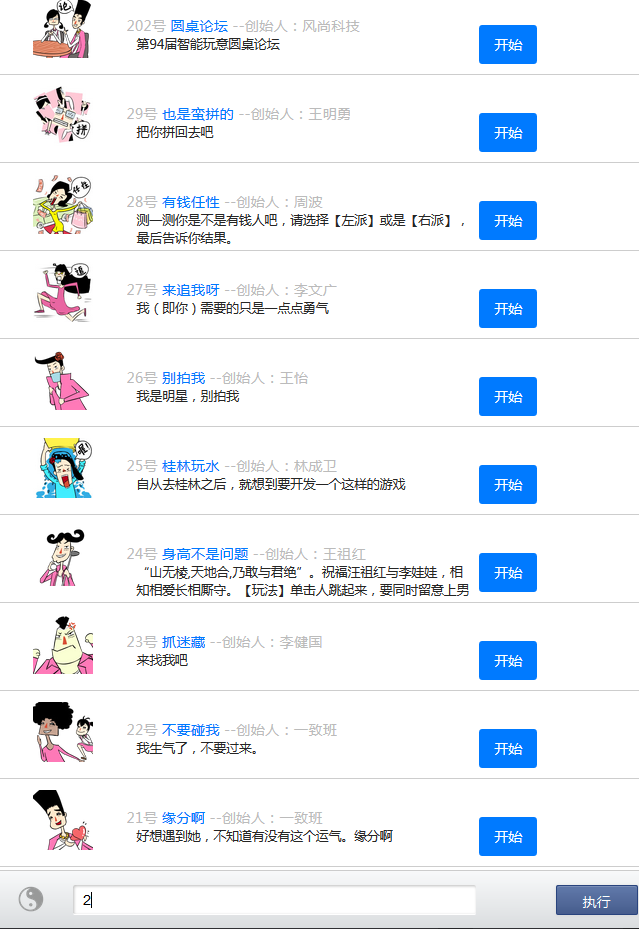 202号 圆桌论坛 --创始人：风尚科技
第94届智能玩意圆桌论坛
开始
29号 也是蛮拼的 --创始人：王明勇
把你拼回去吧
开始
拼
28号 有钱任性 --创始人：周波
测一测你是不是有钱人吧，请选择【左派】或是【右派】，
最后告诉你结果。
开始
任性
27号 来追我呀 --创始人：李文广
我（即你）需要的只是一点点勇气
开始
追
26号 别拍我 --创始人：王怡
我是明星，别拍我
开始
25号 桂林玩水 --创始人：林成卫
自从去桂林之后，就想到要开发一个这样的游戏
开始
24号 身高不是问题 --创始人：王祖红
“山无棱,天地合,乃敢与君绝”。祝福汪祖红与李娃娃，相
知相爱长相厮守。【玩法】单击人跳起来，要同时留意上男
开始
23号 抓迷藏 --创始人：李健国
来找我吧
开始
22号 不要碰我 --创始人：一致班
我生气了，不要过来。
开始
21号 缘分啊 --创始人：一致班
好想遇到她，不知道有没有这个运气。缘分啊
开始
2
执行